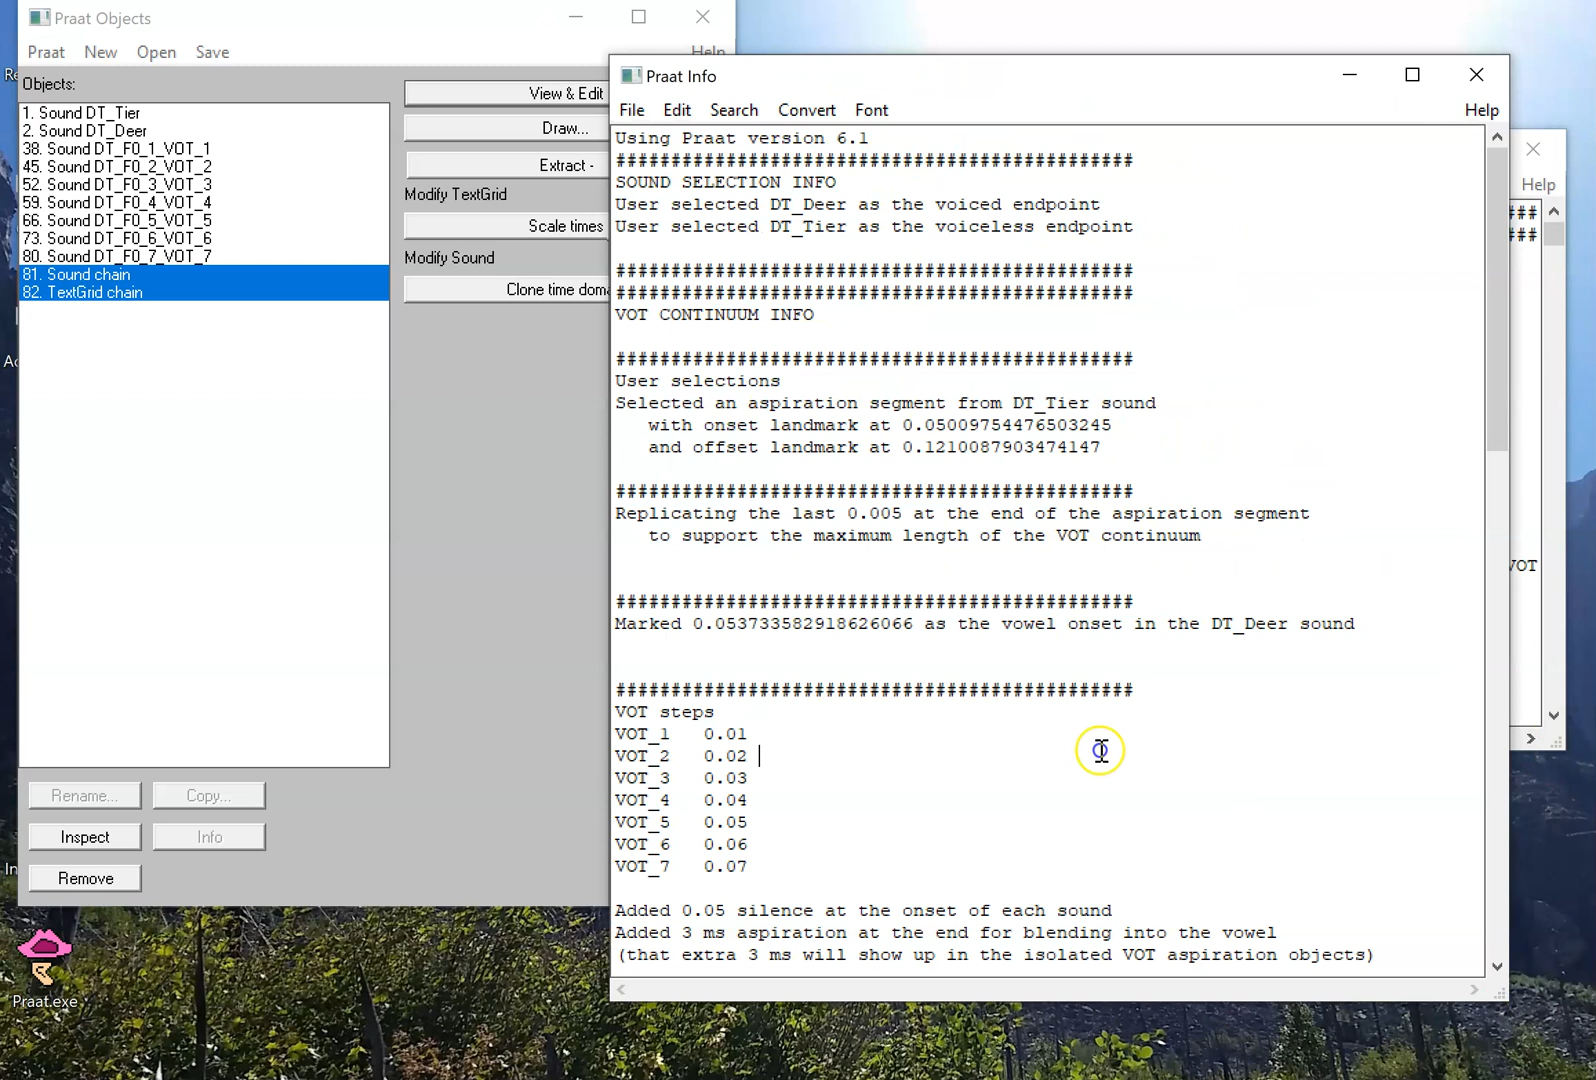 Praat Objects
Praat New Open Save Help
Objects:
1. Sound DT_Tier
2. Sound DT_Deer
38. Sound DT_F0_1_VOT_1
45. Sound DT_F0_2_VOT_2
52. Sound DT_F0_3_VOT_3
59. Sound DT_F0_4_VOT_4
66. Sound DT_F0_5_VOT_5
73. Sound DT_F0_6_VOT_6
80. Sound DT_F0_7_VOT_7
81. Sound chain
82. TextGrid chain
View & Edit
Draw...
Extract -
Modify TextGrid
Scale times
Modify Sound
Clone time doma
Rename... Copy...
Inspect Info
Remove
Praat.exe
Praat Info
File Edit Search Convert Font Help
Using Praat version 6.1
###############################################
SOUND SELECTION INFO
User selected DT_Deer as the voiced endpoint
User selected DT_Tier as the voiceless endpoint
###############################################
###############################################
VOT CONTINUUM INFO
###############################################
User selections
Selected an aspiration segment from DT_Tier sound
with onset landmark at 0.05009754476503245
and offset landmark at 0.1210087903474147
###############################################
Replicating the last 0.005 at the end of the aspiration segment
to support the maximum length of the VOT continuum
###############################################
Marked 0.053733582918626066 as the vowel onset in the DT_Deer sound
###############################################
VOT steps
VOT_1 0.01
VOT_2 0.02
VOT_3 0.03
VOT_4 0.04
VOT_5 0.05
VOT_6 0.06
VOT_7 0.07
Added 0.05 silence at the onset of each sound
Added 3 ms aspiration at the end for blending into the vowel
(that extra 3 ms will show up in the isolated VOT aspiration objects)
Help
###
###
VOT